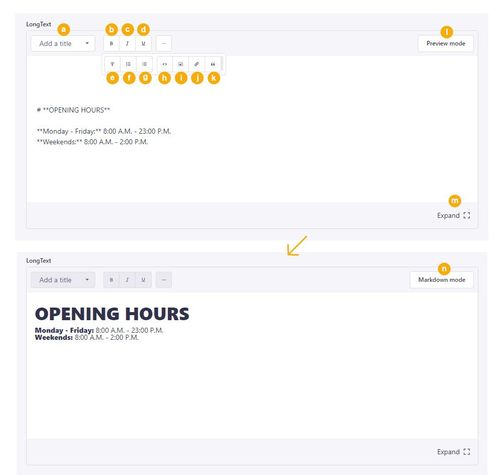 LongText
a b c d l
Add a title B I U ... Preview mode
e f g h i j k
# **OPENING HOURS**
**Monday - Friday:** 8:00 A.M. - 23:00 P.M.
**Weekends:** 8:00 A.M. - 2:00 P.M.
m
Expand
LongText
n
Add a title B I U ... Markdown mode
OPENING HOURS
Monday - Friday: 8:00 A.M. - 23:00 P.M.
Weekends: 8:00 A.M. - 2:00 P.M.
Expand